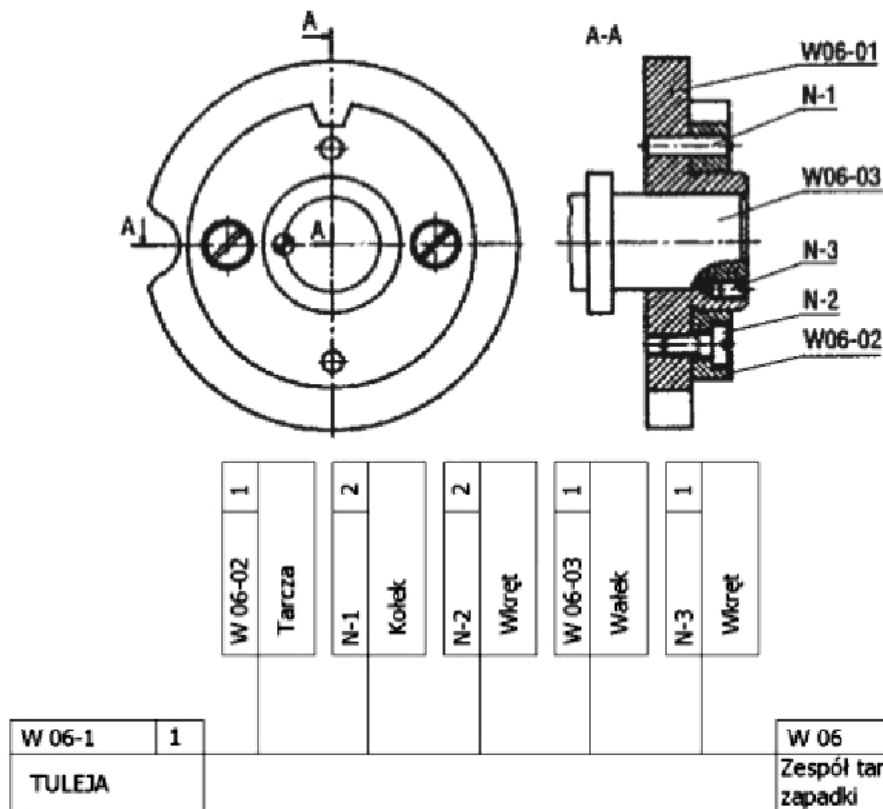 A
A-A
W06-01
N-1
W06-03
A
A
N-3
N-2
W06-02
W 06-02 1
Tarcza
N-1 2
Kołek
N-2 2
Wkręt
W 06-03 1
Wałek
N-3 1
Wkręt
W 06-1 1
TULEJA
W 06
Zespół tar
zapadki